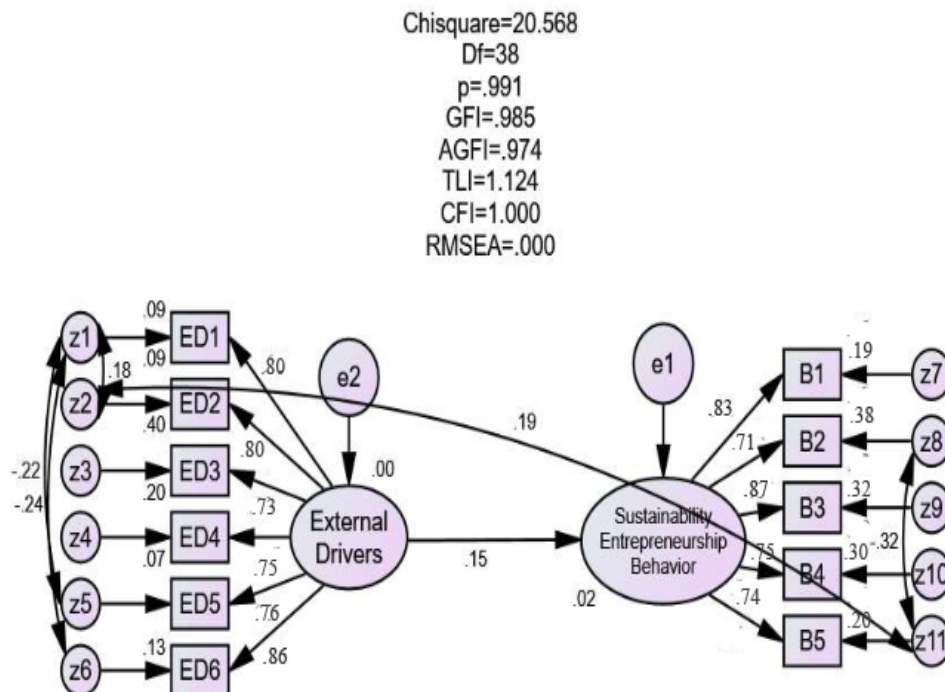 Chisquare=20.568
Df=38
p=.991
GFI=.985
AGFI=.974
TLI=1.124
CFI=1.000
RMSEA=.000
.09
z1
ED1
.09
.18
.80
e2
e1
z2
ED2
.40
.80
.19
B1
.19
z7
.83
-.22
z3
ED3
.20
.73
.00
.71
B2
.38
z8
-.24
z4
ED4
.07
External
Drivers
.15
Sustainability
Entrepreneurship
Behavior
.87
B3
.32
z9
-.32
z5
ED5
.75
.76
.02
.75
B4
.30
z10
.74
z6
.13
ED6
.86
B5
.20
z11